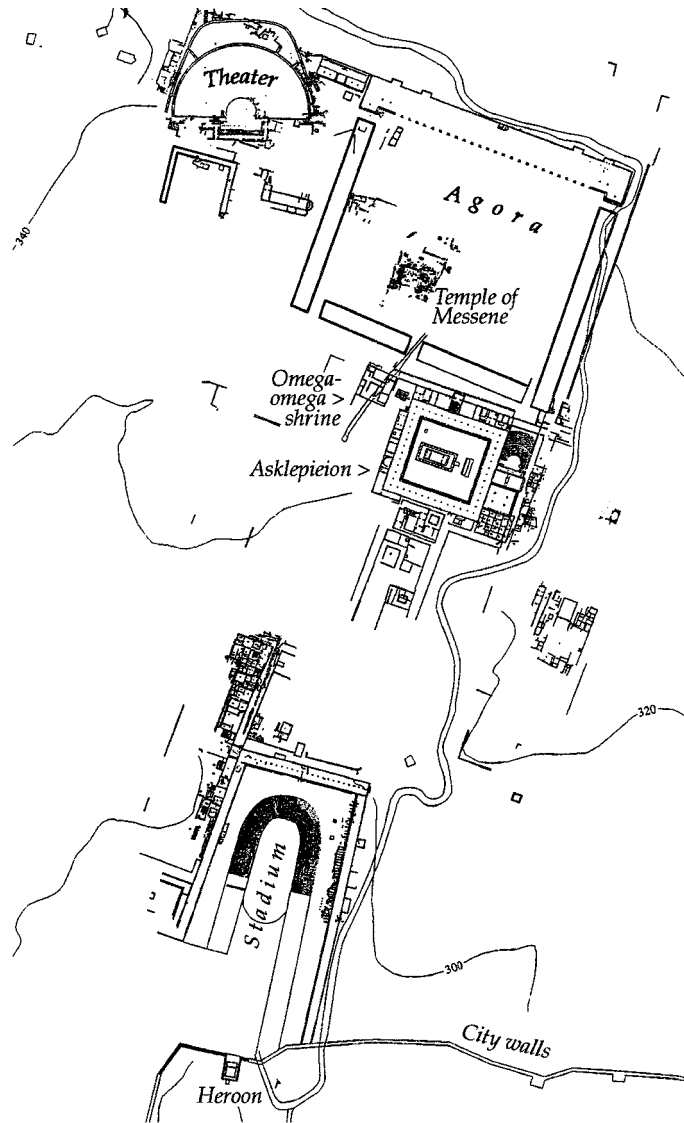 Theater
Agora
340
Temple of
Messene
Omega-
omega >
shrine
Asklepieion >
320
Stadium
300
City walls
Heroon